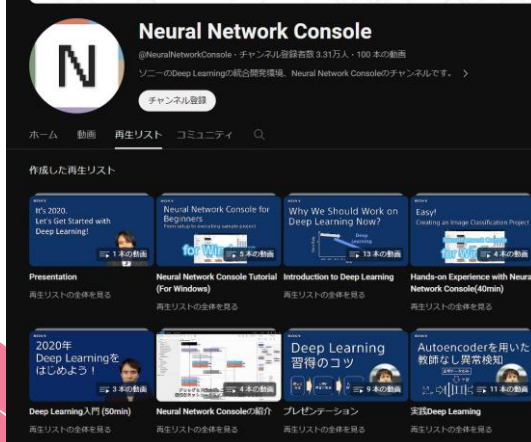 N
Neural Network Console
@NeuralNetworkConsole・チャンネル登録者数 3.31万人・100 本の動画
ソニーのDeep Learningの統合開発環境、Neural Network Consoleのチャンネルです。 >
チャンネル登録
ホーム 動画 再生リスト コミュニティ
作成した再生リスト
SONY SONY SONY SONY
It's 2020.
Let's Get Started with
Deep Learning!
1 本の動画
Neural Network Console for
Beginners
From setup to executing sample project
for Win
5 本の動画
Why We Should Work on
Deep Learning Now?
Deep
Learning
13 本の動画
Easy!
Creating an Image Classification Project
for Win
4 本の動画
Presentation
再生リストの全体を見る
Neural Network Console Tutorial
(For Windows)
再生リストの全体を見る
Introduction to Deep Learning
再生リストの全体を見る
Hands-on Experience with Neura
Network Console(40min)
再生リストの全体を見る
2020年
Deep Learningを
はじめよう!
3 本の動画
4 本の動画
Deep Learning
習得のコツ
9 本の動画
Autoencoderを用いた
教師なし異常検知
11 本の動画
Deep Learning入門 (50min)
再生リストの全体を見る
Neural Network Consoleの紹介
再生リストの全体を見る
プレゼンテーション
再生リストの全体を見る
実践Deep Learning
再生リストの全体を見る